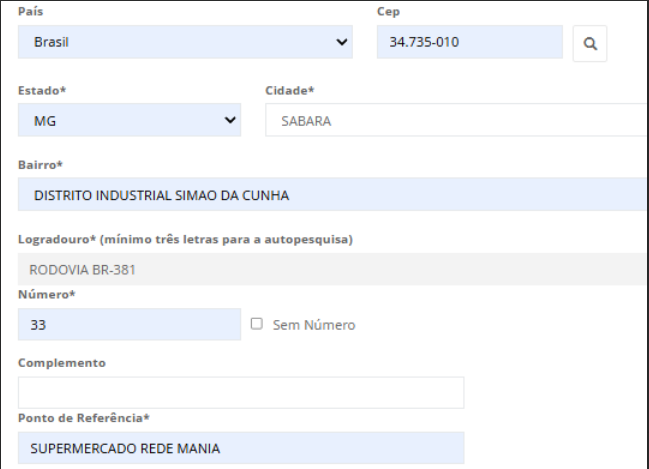 País Cep
Brasil 34.735-010
Estado* Cidade*
MG SABARA
Bairro*
DISTRITO INDUSTRIAL SIMAO DA CUNHA
Logradouro* (mínimo três letras para a autopesquisa)
RODOVIA BR-381
Número*
33 Sem Número
Complemento
Ponto de Referência*
SUPERMERCADO REDE MANIA